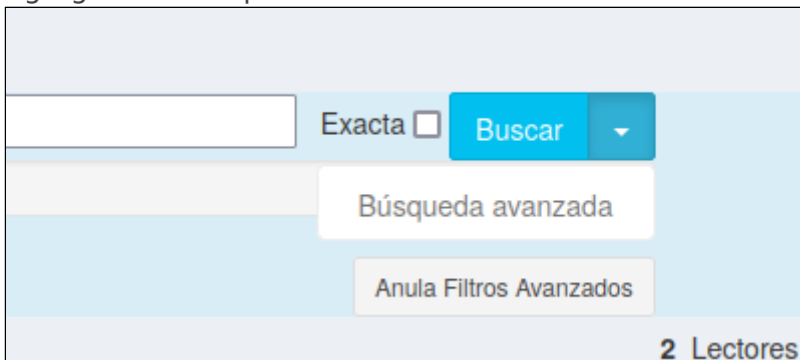 Exacta Buscar
Búsqueda avanzada
Anula Filtros Avanzados
2 Lectores